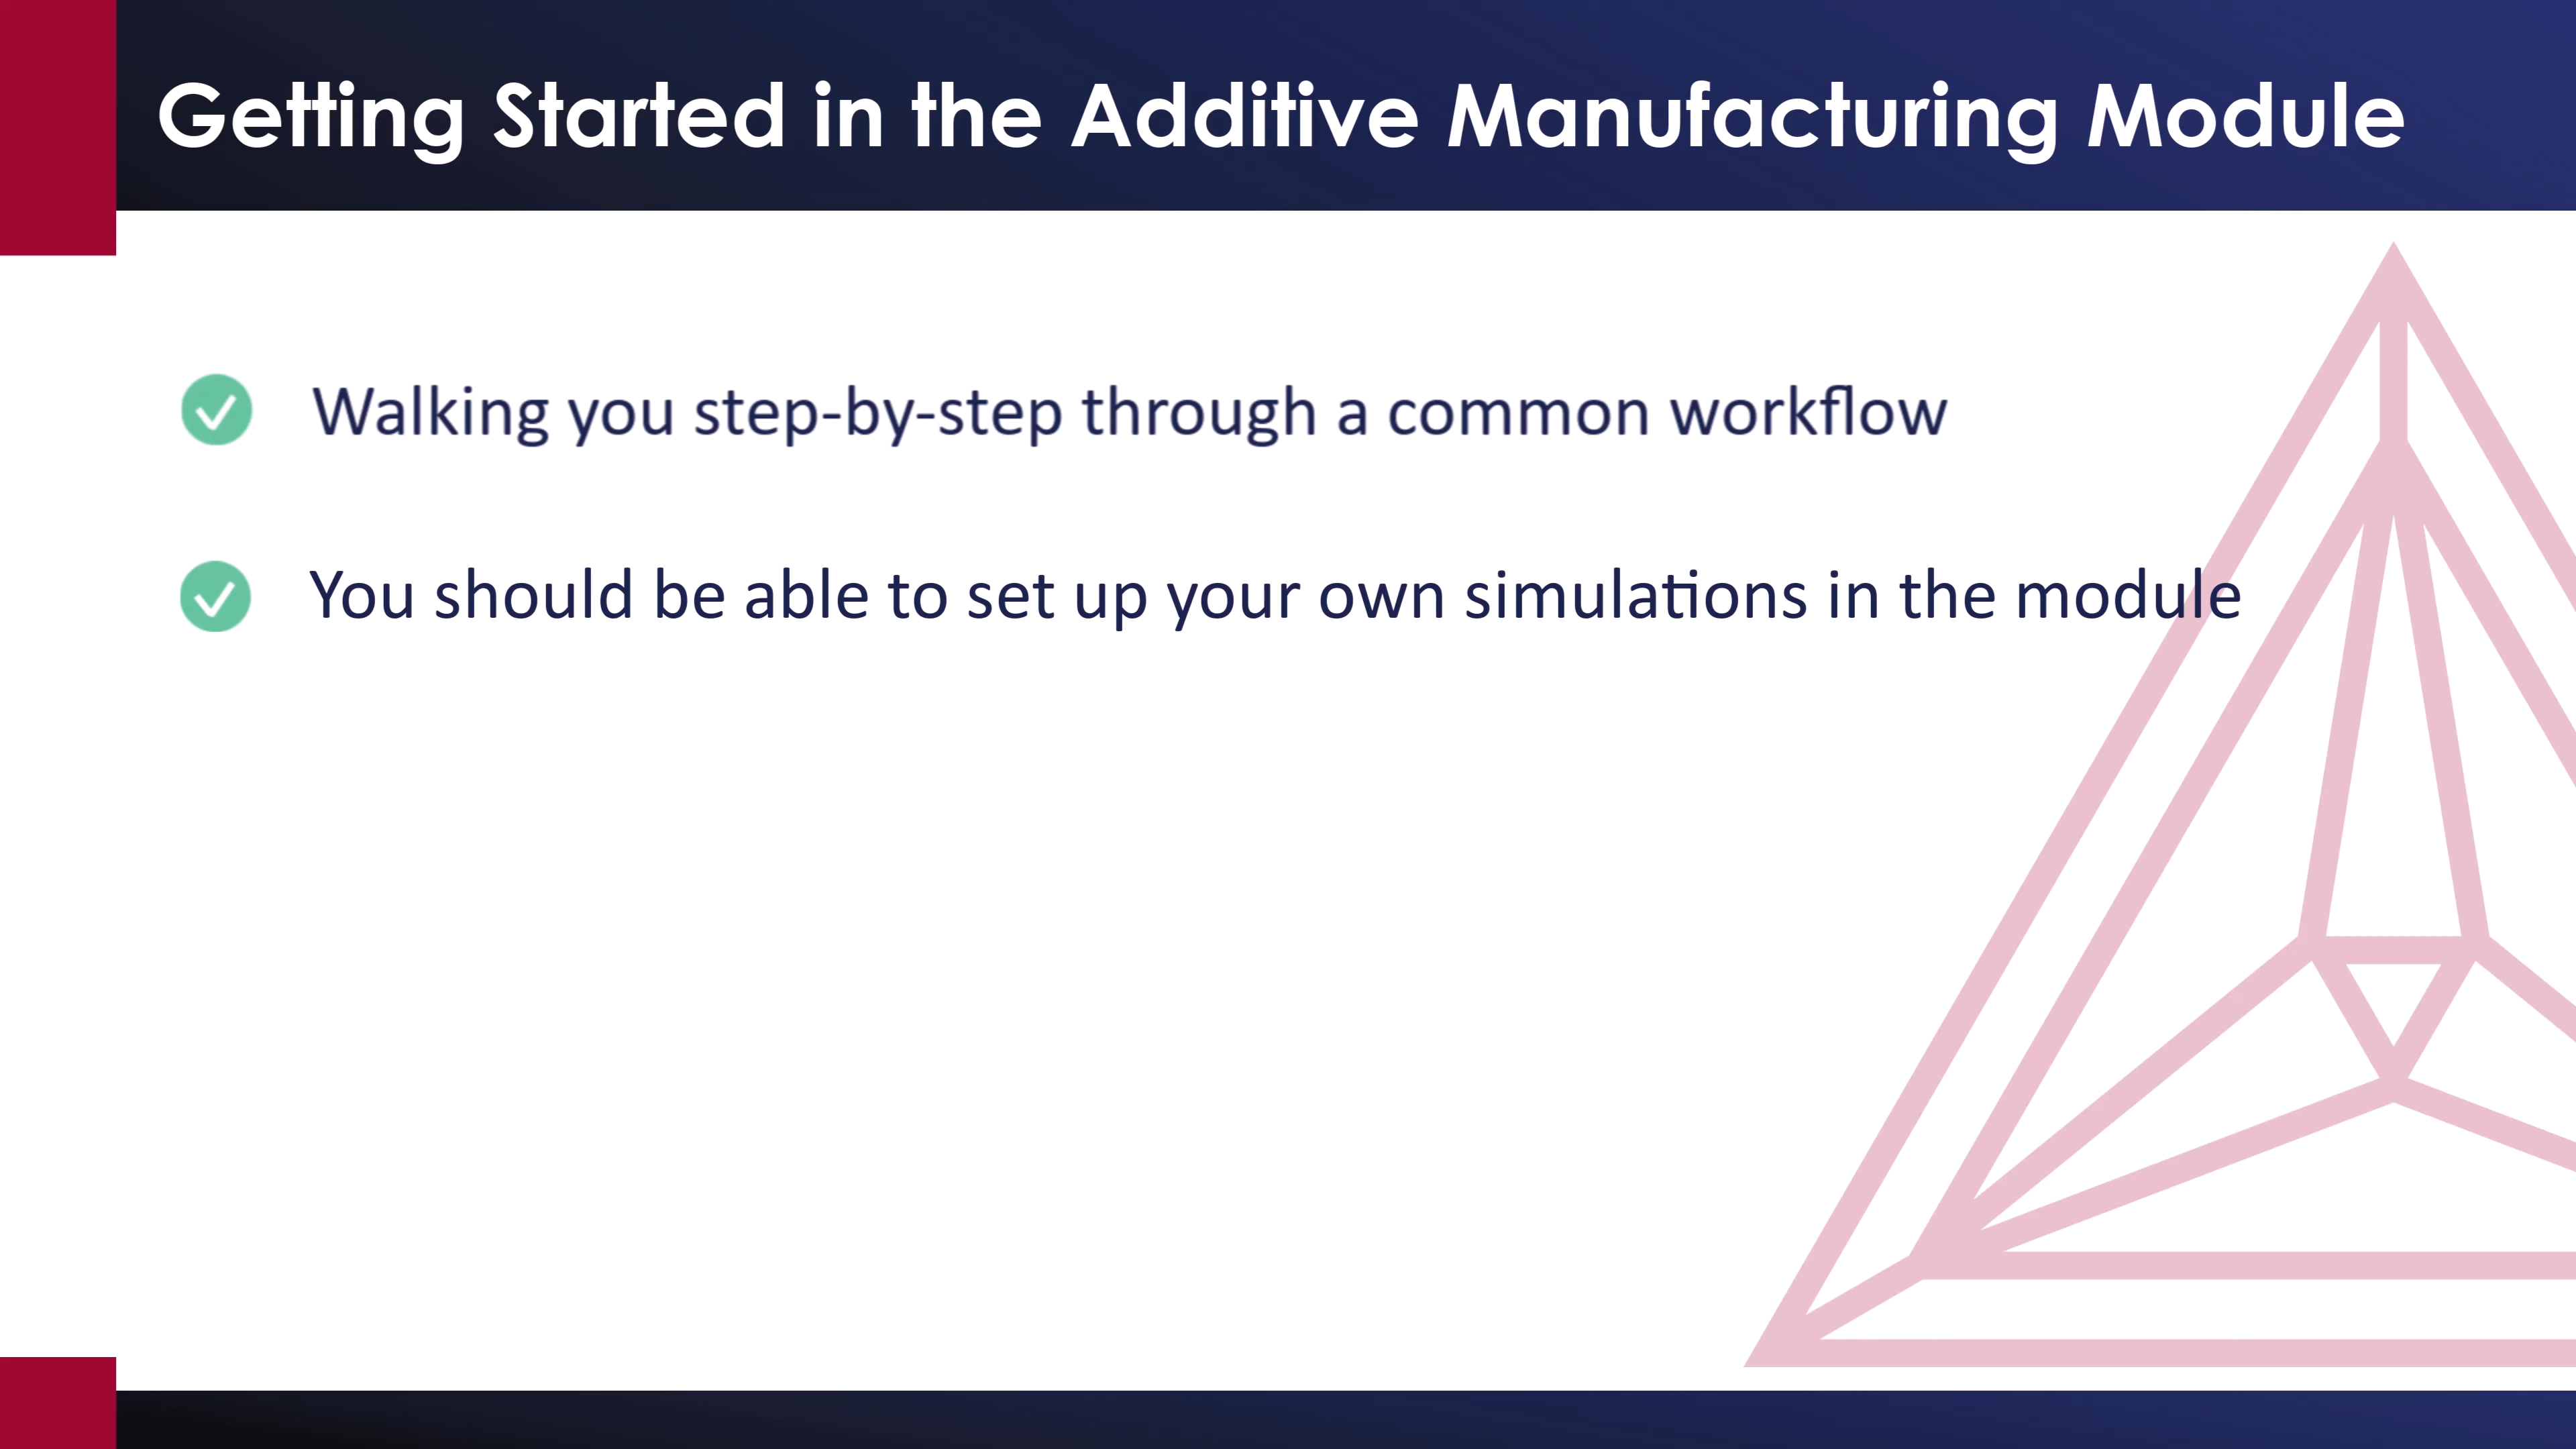 Getting Started in the Additive Manufacturing Module
Walking you step-by-step through a common workflow
You should be able to set up your own simulations in the module